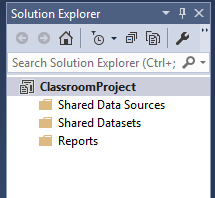 Solution Explorer
Search Solution Explorer (Ctrl+;
ClassroomProject
Shared Data Sources
Shared Datasets
Reports